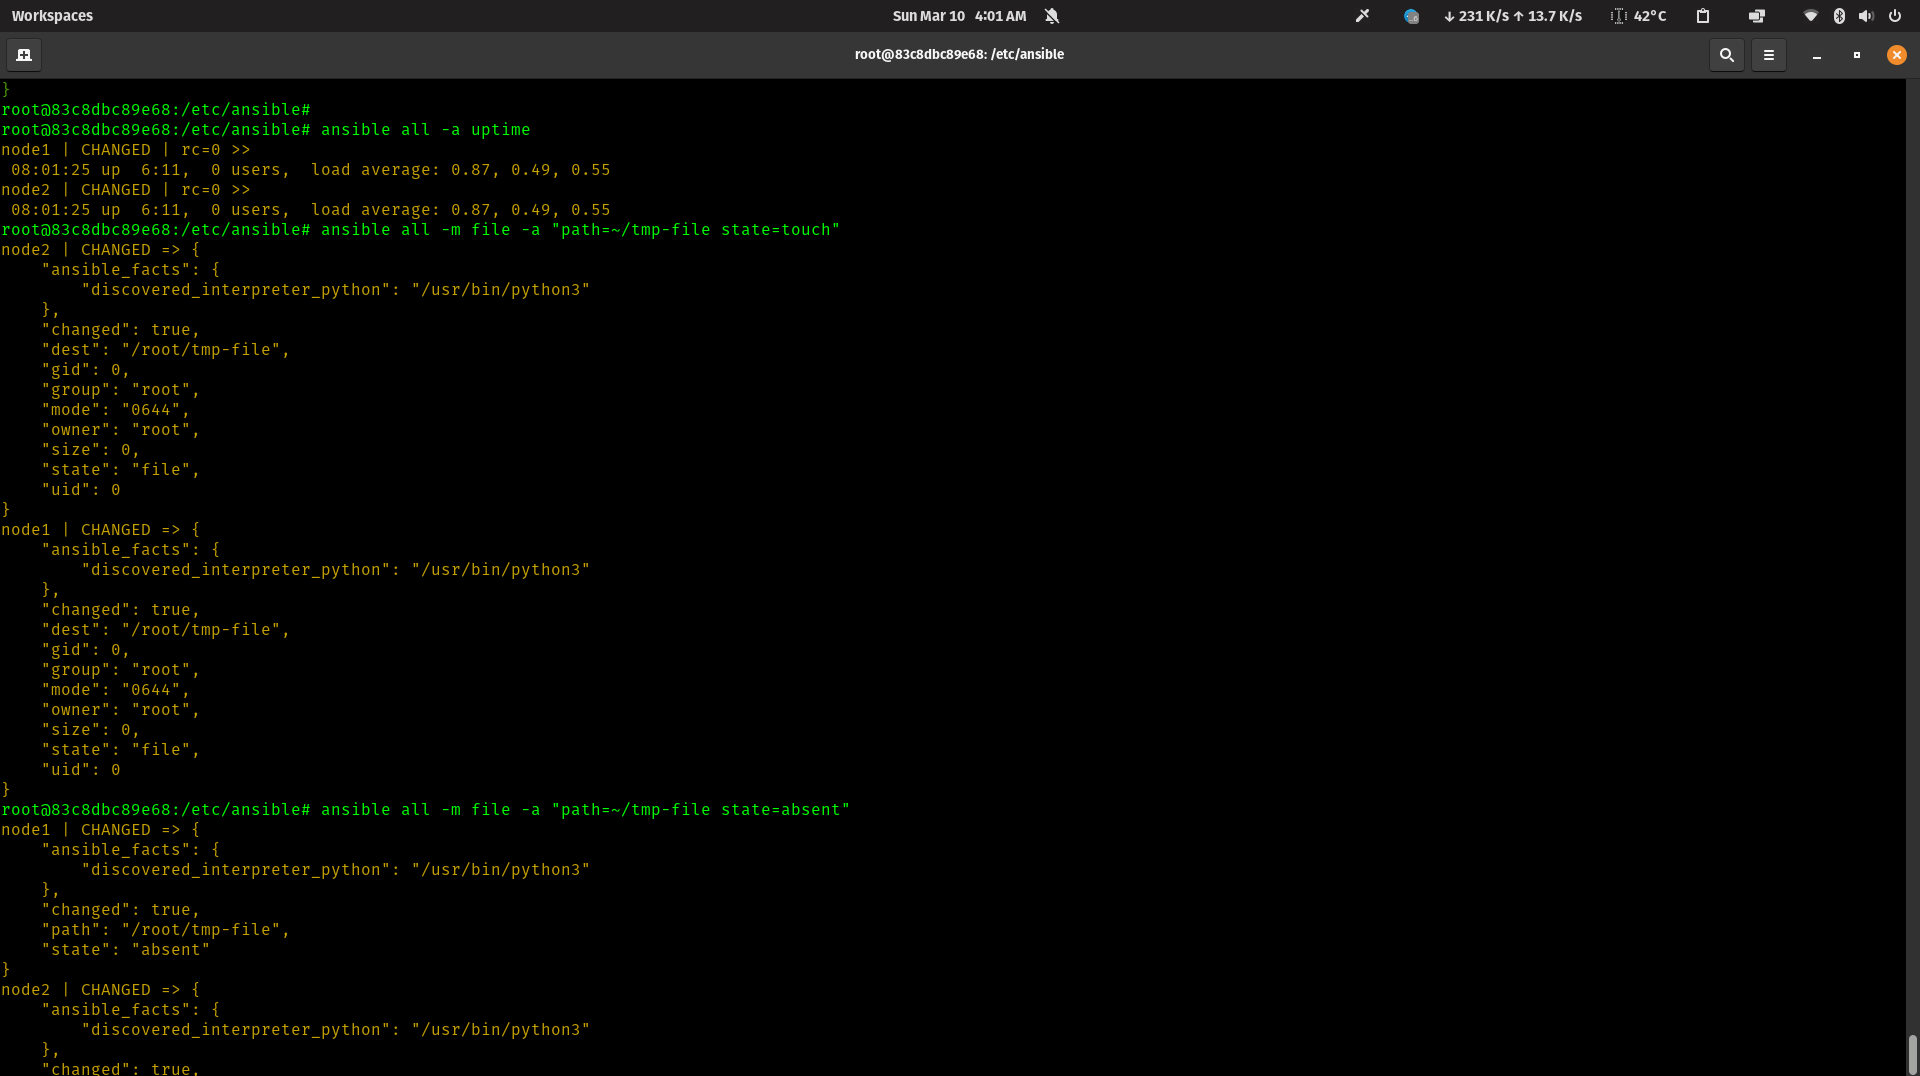 Workspaces
Sun Mar 10 4:01 AM
↓ 231 K/s ↑ 13.7 K/s
42°C
root@83c8dbc89e68: /etc/ansible
}
root@83c8dbc89e68:/etc/ansible#
root@83c8dbc89e68:/etc/ansible# ansible all -a uptime
node1 | CHANGED | rc=0 >>
 08:01:25 up  6:11,  0 users,  load average: 0.87, 0.49, 0.55
node2 | CHANGED | rc=0 >>
 08:01:25 up  6:11,  0 users,  load average: 0.87, 0.49, 0.55
root@83c8dbc89e68:/etc/ansible# ansible all -m file -a "path=~/tmp-file state=touch"
node2 | CHANGED => {
    "ansible_facts": {
        "discovered_interpreter_python": "/usr/bin/python3"
    },
    "changed": true,
    "dest": "/root/tmp-file",
    "gid": 0,
    "group": "root",
    "mode": "0644",
    "owner": "root",
    "size": 0,
    "state": "file",
    "uid": 0
}
node1 | CHANGED => {
    "ansible_facts": {
        "discovered_interpreter_python": "/usr/bin/python3"
    },
    "changed": true,
    "dest": "/root/tmp-file",
    "gid": 0,
    "group": "root",
    "mode": "0644",
    "owner": "root",
    "size": 0,
    "state": "file",
    "uid": 0
}
root@83c8dbc89e68:/etc/ansible# ansible all -m file -a "path=~/tmp-file state=absent"
node1 | CHANGED => {
    "ansible_facts": {
        "discovered_interpreter_python": "/usr/bin/python3"
    },
    "changed": true,
    "path": "/root/tmp-file",
    "state": "absent"
}
node2 | CHANGED => {
    "ansible_facts": {
        "discovered_interpreter_python": "/usr/bin/python3"
    },
    "changed": true,